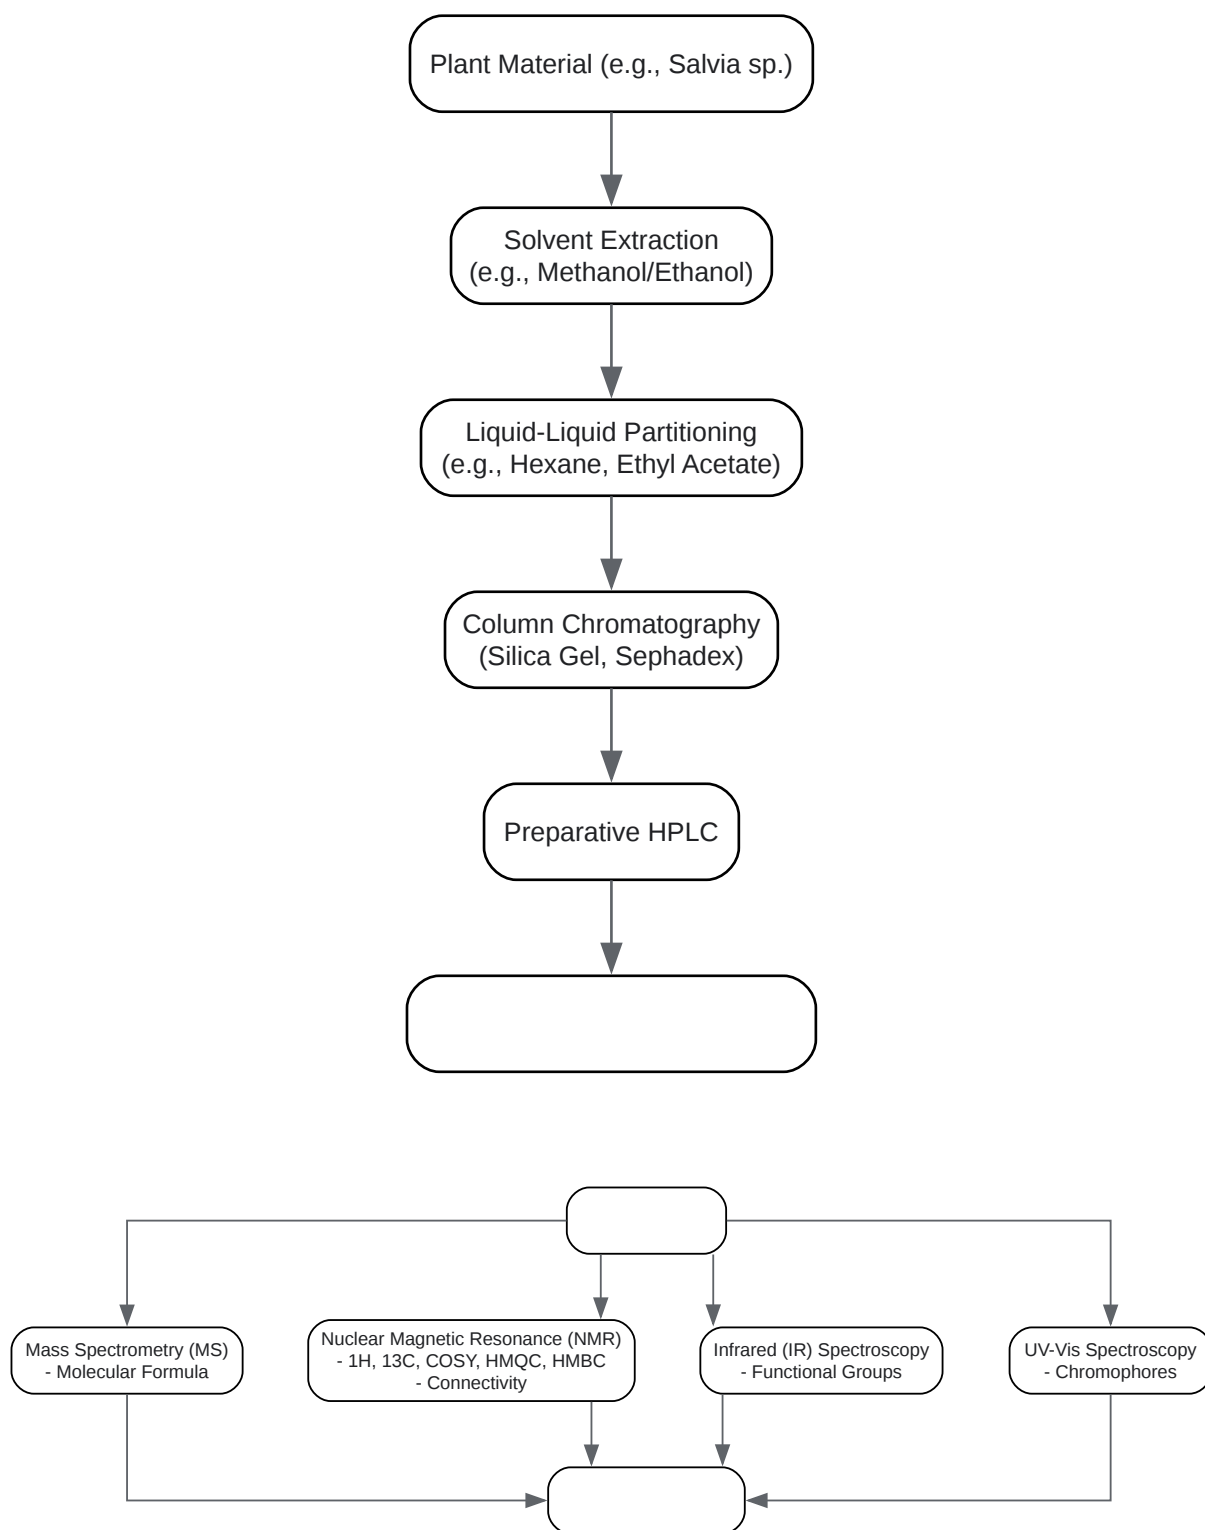 Plant Material (e.g., Salvia sp.)
Solvent Extraction
(e.g., Methanol/Ethanol)
Liquid-Liquid Partitioning
(e.g., Hexane, Ethyl Acetate)
Column Chromatography
(Silica Gel, Sephadex)
Preparative HPLC
Mass Spectrometry (MS)
- Molecular Formula
Nuclear Magnetic Resonance (NMR)
- 1H, 13C, COSY, HMQC, HMBC
- Connectivity
Infrared (IR) Spectroscopy
- Functional Groups
UV-Vis Spectroscopy
- Chromophores